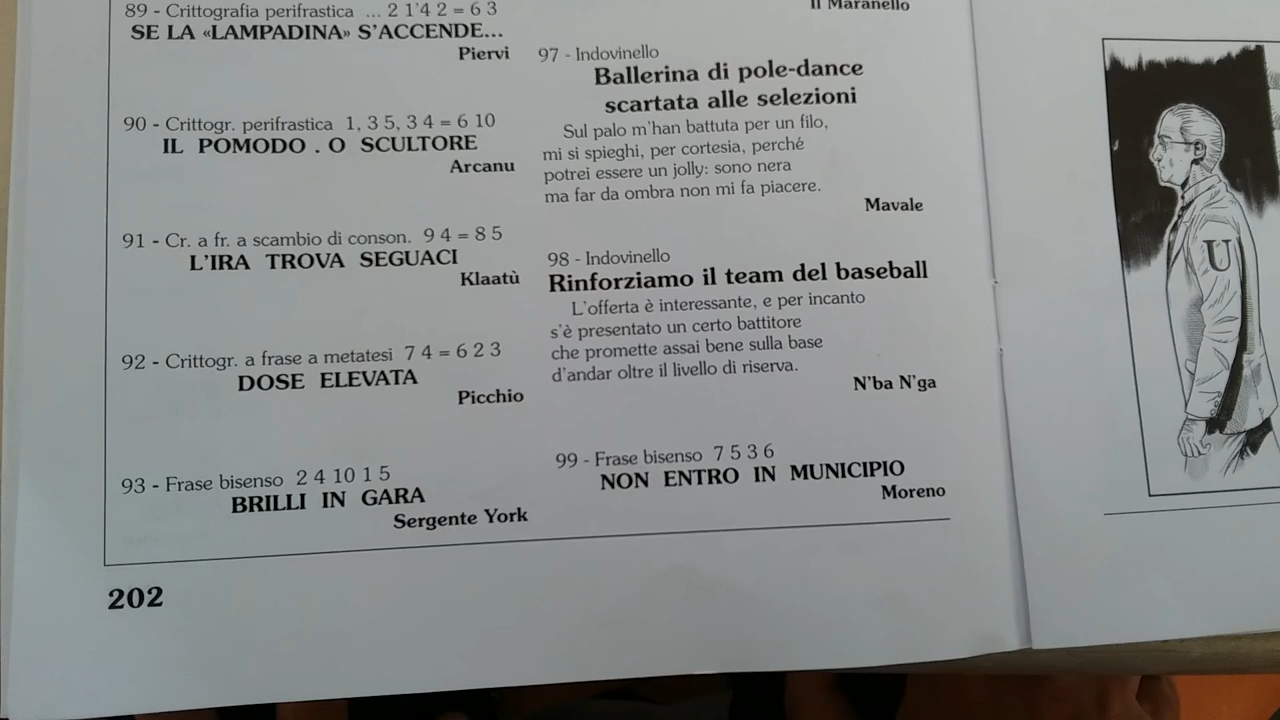 89 - Crittografia perifrastica ... 2 1'4 2 = 6 3
SE LA «LAMPADINA» S'ACCENDE...
Piervi
90 - Crittogr. perifrastica 1, 3 5, 3 4 = 6 10
IL POMODO . O SCULTORE
Arcanu
91 - Cr. a fr. a scambio di conson. 9 4 = 8 5
L'IRA TROVA SEGUACI
Klaatù
92 - Crittogr. a frase a metatesi 7 4 = 6 2 3
DOSE ELEVATA
Picchio
93 - Frase bisenso 2 4 10 1 5
BRILLI IN GARA
Sergente York
202
Il Maranello
97 - Indovinello
Ballerina di pole-dance
scartata alle selezioni
Sul palo m'han battuta per un filo,
mi si spieghi, per cortesia, perché
potrei essere un jolly: sono nera
ma far da ombra non mi fa piacere.
Mavale
98 - Indovinello
Rinforziamo il team del baseball
L'offerta è interessante, e per incanto
s'è presentato un certo battitore
che promette assai bene sulla base
d'andar oltre il livello di riserva.
N'ba N'ga
99 - Frase bisenso 7 5 3 6
NON ENTRO IN MUNICIPIO
Moreno
U